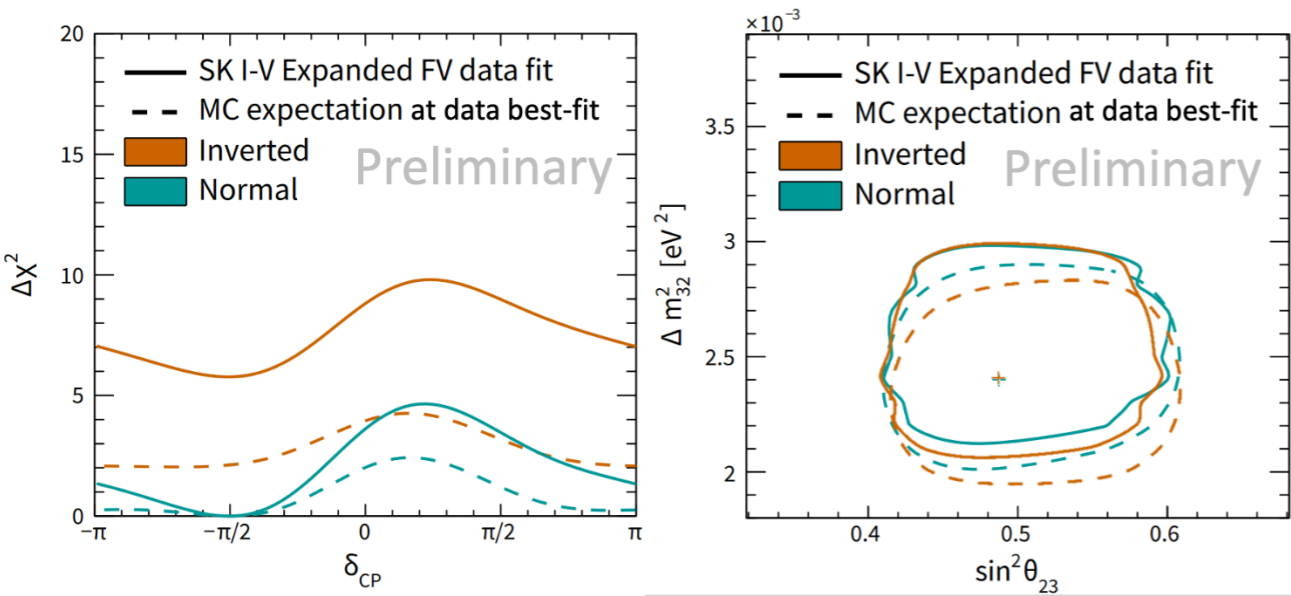 20
15
10
5
0
Δχ²
SK I-V Expanded FV data fit
MC expectation at data best-fit
Inverted
Normal
Preliminary
−π
−π/2
0
π/2
π
δCP
×10⁻³
3.5
3
2.5
2
Δ m²₃₂ [eV²]
SK I-V Expanded FV data fit
MC expectation at data best-fit
Inverted
Normal
Preliminary
0.4
0.5
0.6
sin²θ₂₃